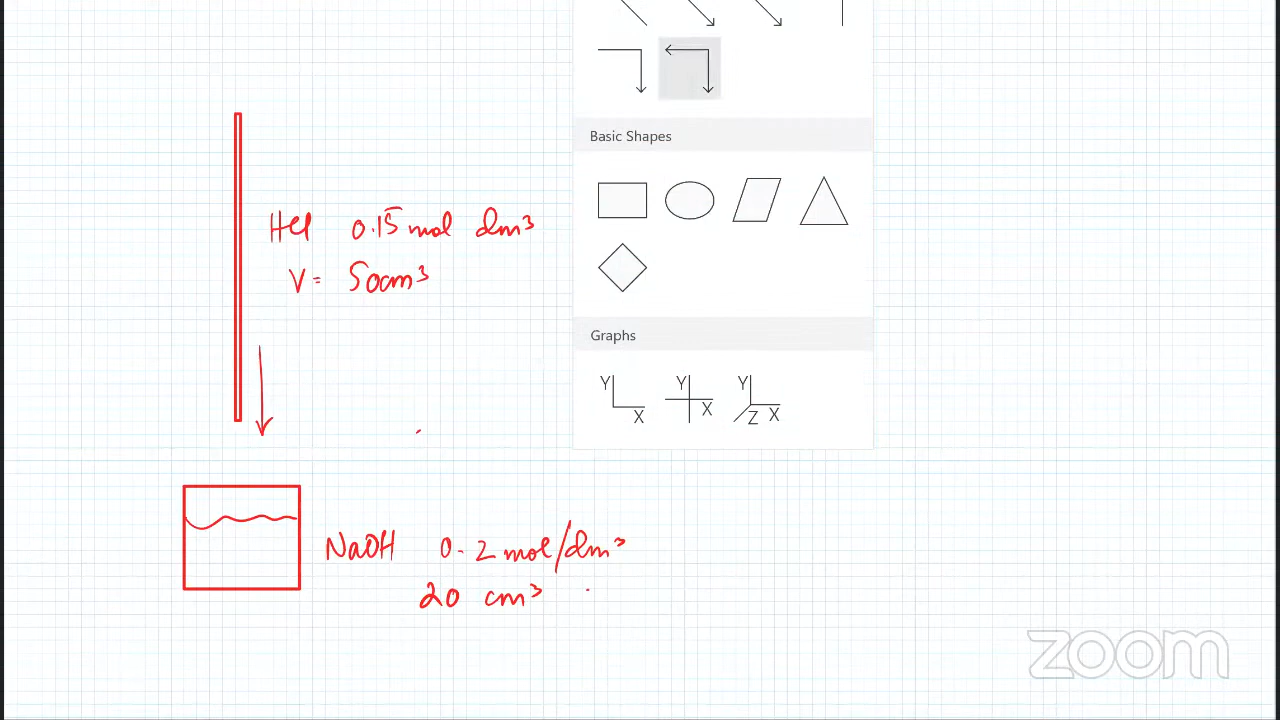 Basic Shapes
HCl 0.15 mol dm³
V = 50cm³
Graphs
Y X
Y X
Y Z X
NaOH 0.2 mol/dm³
20 cm³
zoom